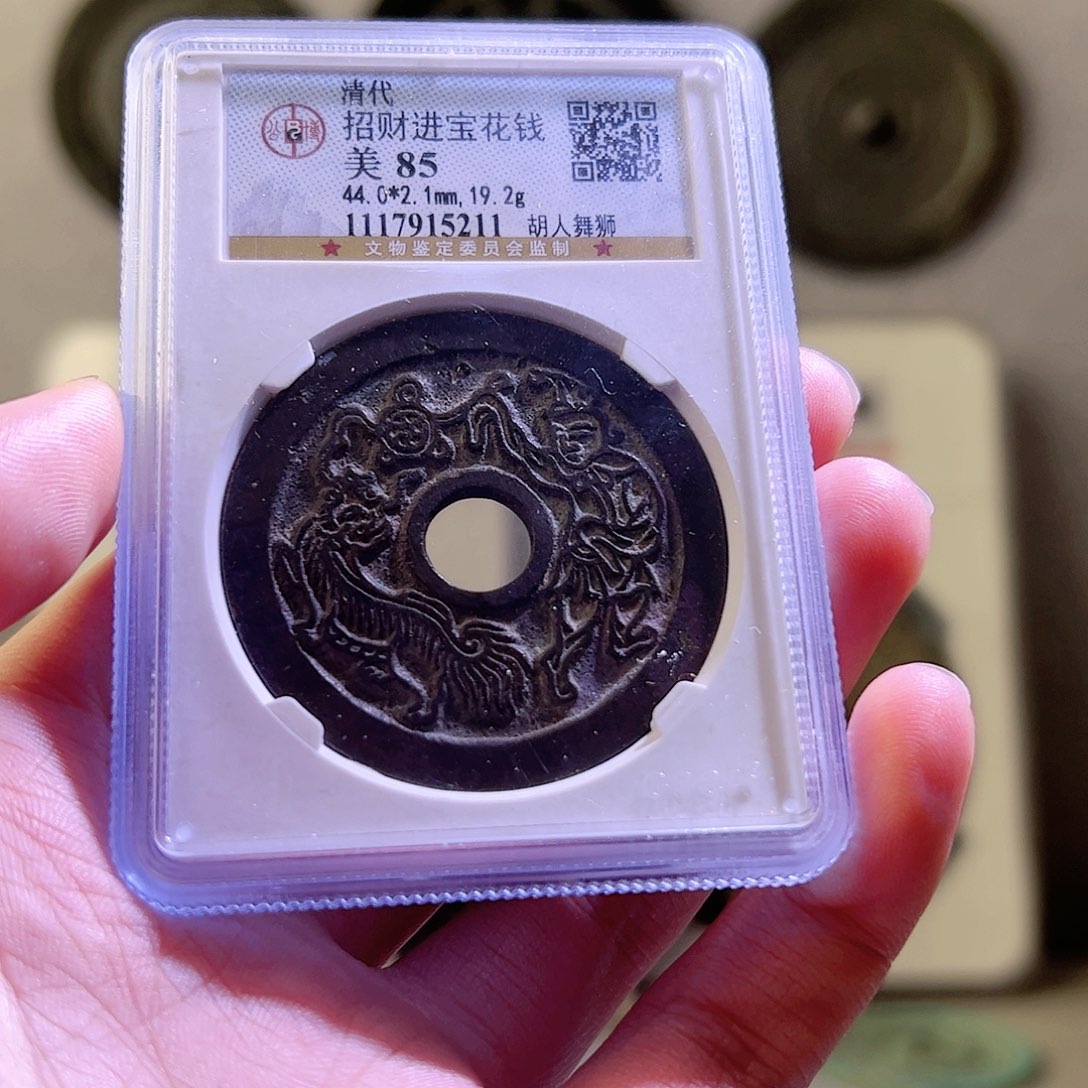 清代
招财进宝花钱
美 85
44.0*2.1mm,19.2g
1117915211 胡人舞狮
★ 文物鉴定委员会监制 ★